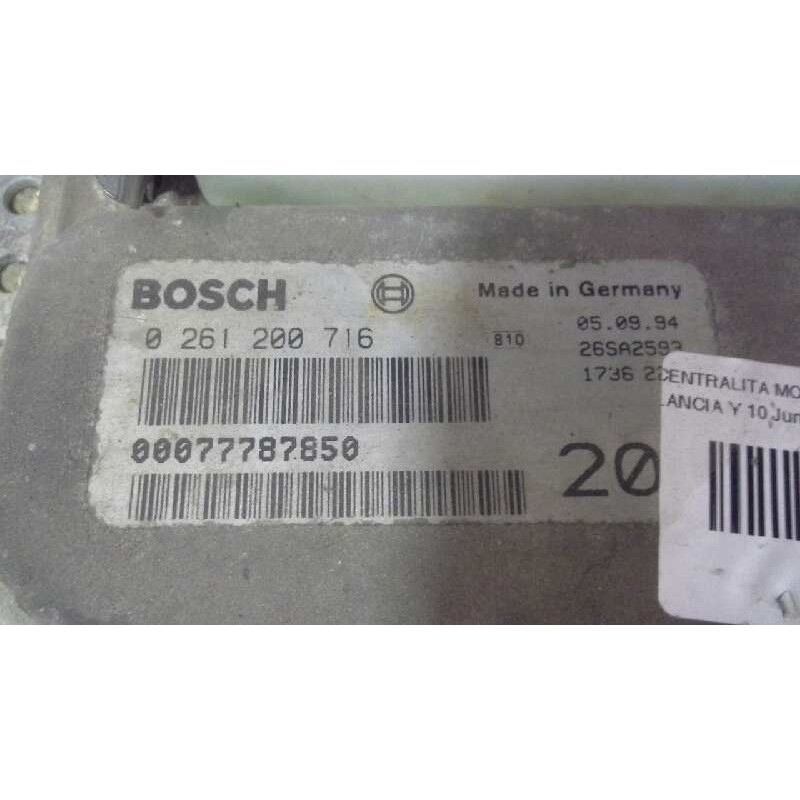 BOSCH
Made in Germany
0 261 200 716
810
05.09.94
26SA2593
1736
00077787850
20
CENTRALITA MO
LANCIA Y 10 Jun